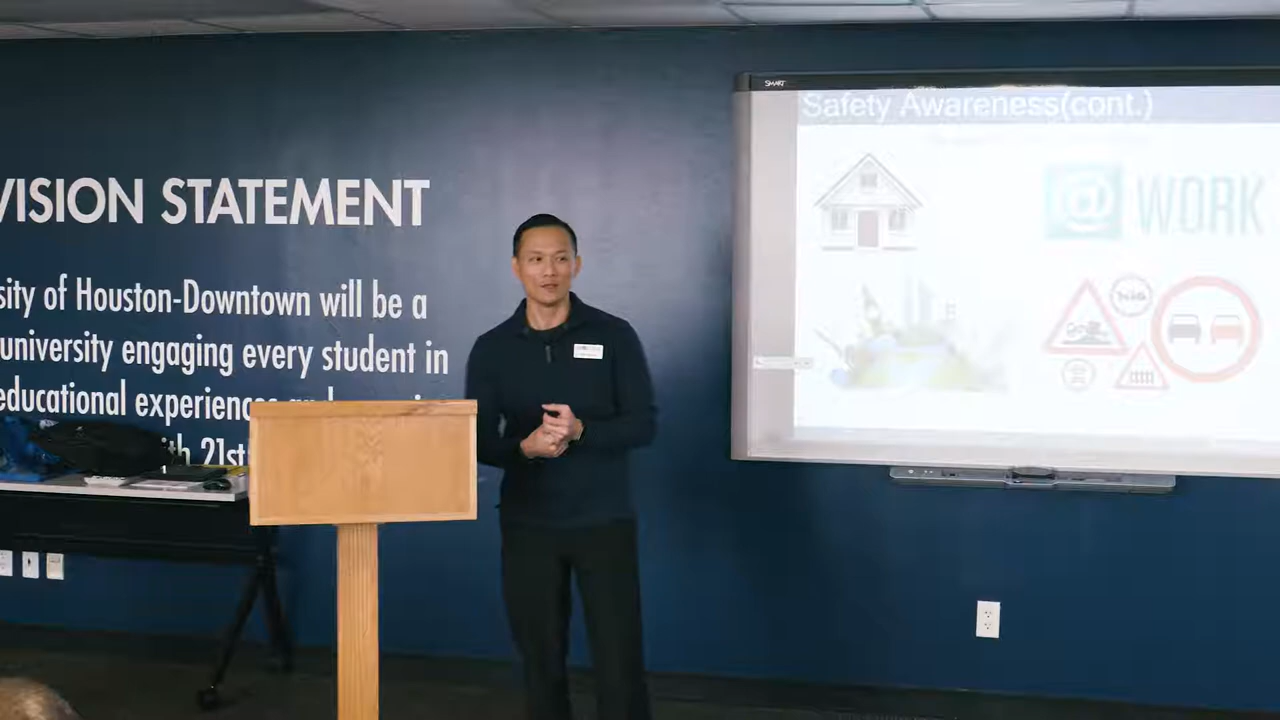 VISION STATEMENT
sity of Houston-Downtown will be a
university engaging every student in
educational experiences
21st
SMART
Safety Awareness(cont.)
@WORK